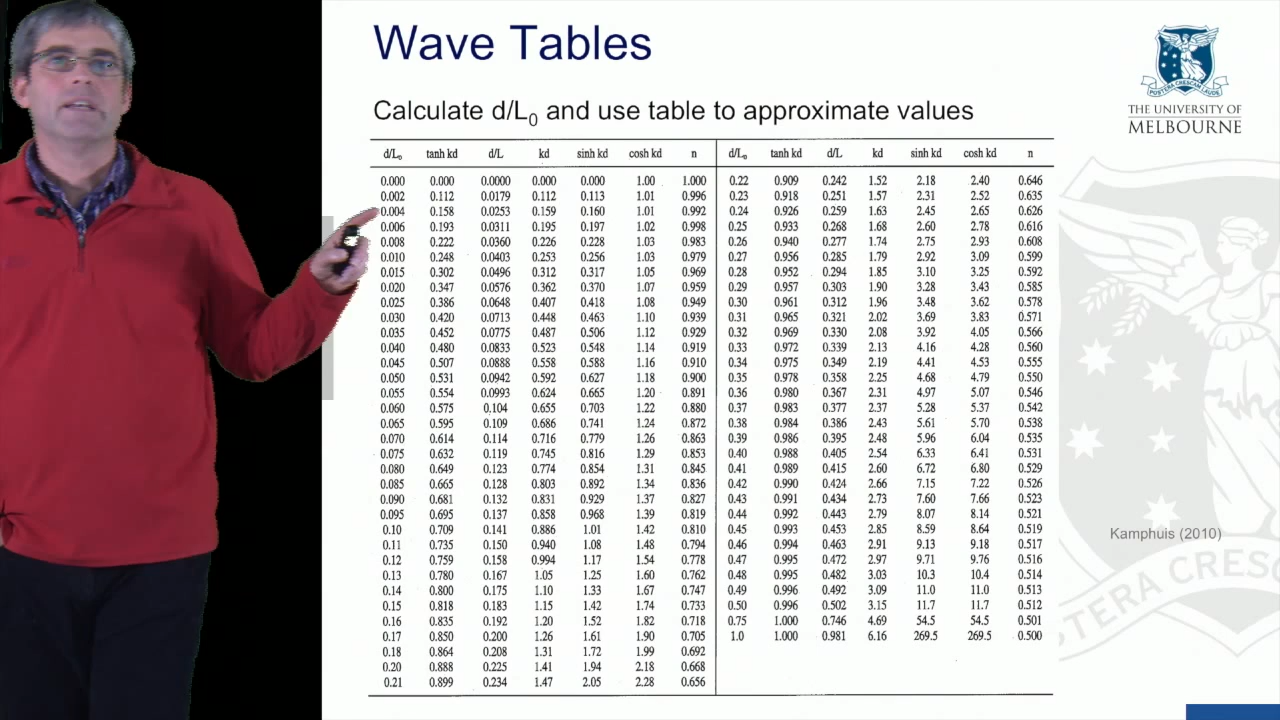 Wave Tables
THE UNIVERSITY OF
MELBOURNE
POSTERA CRESCAM LAUDE
Calculate d/L0 and use table to approximate values
d/L₀ tanh kd d/L kd sinh kd cosh kd n d/L₀ tanh kd d/L kd sinh kd cosh kd n
0.000 0.000 0.0000 0.000 0.000 1.00 1.000 0.22 0.909 0.242 1.52 2.18 2.40 0.646
0.002 0.112 0.0179 0.112 0.113 1.01 0.996 0.23 0.918 0.251 1.57 2.31 2.52 0.635
0.004 0.158 0.0253 0.159 0.160 1.01 0.992 0.24 0.926 0.259 1.63 2.45 2.65 0.626
0.006 0.193 0.0311 0.195 0.197 1.02 0.998 0.25 0.933 0.268 1.68 2.60 2.78 0.616
0.008 0.222 0.0360 0.226 0.228 1.03 0.983 0.26 0.940 0.277 1.74 2.75 2.93 0.608
0.010 0.248 0.0403 0.253 0.256 1.03 0.979 0.27 0.956 0.285 1.79 2.92 3.09 0.599
0.015 0.302 0.0496 0.312 0.317 1.05 0.969 0.28 0.952 0.294 1.85 3.10 3.25 0.592
0.020 0.347 0.0576 0.362 0.370 1.07 0.959 0.29 0.957 0.303 1.90 3.28 3.43 0.585
0.025 0.386 0.0648 0.407 0.418 1.08 0.949 0.30 0.961 0.312 1.96 3.48 3.62 0.578
0.030 0.420 0.0713 0.448 0.463 1.10 0.939 0.31 0.965 0.321 2.02 3.69 3.83 0.571
0.035 0.452 0.0775 0.487 0.506 1.12 0.929 0.32 0.969 0.330 2.08 3.92 4.05 0.566
0.040 0.480 0.0833 0.523 0.548 1.14 0.919 0.33 0.972 0.339 2.13 4.16 4.28 0.560
0.045 0.507 0.0888 0.558 0.588 1.16 0.910 0.34 0.975 0.349 2.19 4.41 4.53 0.555
0.050 0.531 0.0942 0.592 0.627 1.18 0.900 0.35 0.978 0.358 2.25 4.68 4.79 0.550
0.055 0.554 0.0993 0.624 0.665 1.20 0.891 0.36 0.980 0.367 2.31 4.97 5.07 0.546
0.060 0.575 0.104 0.655 0.703 1.22 0.880 0.37 0.983 0.377 2.37 5.28 5.37 0.542
0.065 0.595 0.109 0.686 0.741 1.24 0.872 0.38 0.984 0.386 2.43 5.61 5.70 0.538
0.070 0.614 0.114 0.716 0.779 1.26 0.863 0.39 0.986 0.395 2.48 5.96 6.04 0.535
0.075 0.632 0.119 0.745 0.816 1.29 0.853 0.40 0.988 0.405 2.54 6.33 6.41 0.531
0.080 0.649 0.123 0.774 0.854 1.31 0.845 0.41 0.989 0.415 2.60 6.72 6.80 0.529
0.085 0.665 0.128 0.803 0.892 1.34 0.836 0.42 0.990 0.424 2.66 7.15 7.22 0.526
0.090 0.681 0.132 0.831 0.929 1.37 0.827 0.43 0.991 0.434 2.73 7.60 7.66 0.523
0.095 0.695 0.137 0.858 0.968 1.39 0.819 0.44 0.992 0.443 2.79 8.07 8.14 0.521
0.10 0.709 0.141 0.886 1.01 1.42 0.810 0.45 0.993 0.453 2.85 8.59 8.64 0.519
0.11 0.735 0.150 0.940 1.08 1.48 0.794 0.46 0.994 0.463 2.91 9.13 9.18 0.517
0.12 0.759 0.158 0.994 1.17 1.54 0.778 0.47 0.995 0.472 2.97 9.71 9.76 0.516
0.13 0.780 0.167 1.05 1.25 1.60 0.762 0.48 0.995 0.482 3.03 10.3 10.4 0.514
0.14 0.800 0.175 1.10 1.33 1.67 0.747 0.49 0.996 0.492 3.09 11.0 11.0 0.513
0.15 0.818 0.183 1.15 1.42 1.74 0.733 0.50 0.996 0.502 3.15 11.7 11.7 0.512
0.16 0.835 0.192 1.20 1.52 1.82 0.718 0.75 1.000 0.746 4.69 54.5 54.5 0.501
0.17 0.850 0.200 1.26 1.61 1.90 0.705 1.0 1.000 0.981 6.16 269.5 269.5 0.500
0.18 0.864 0.208 1.31 1.72 1.99 0.692
0.20 0.888 0.225 1.41 1.94 2.18 0.668
0.21 0.899 0.234 1.47 2.05 2.28 0.656
Kamphuis (2010)
TERA CRESC